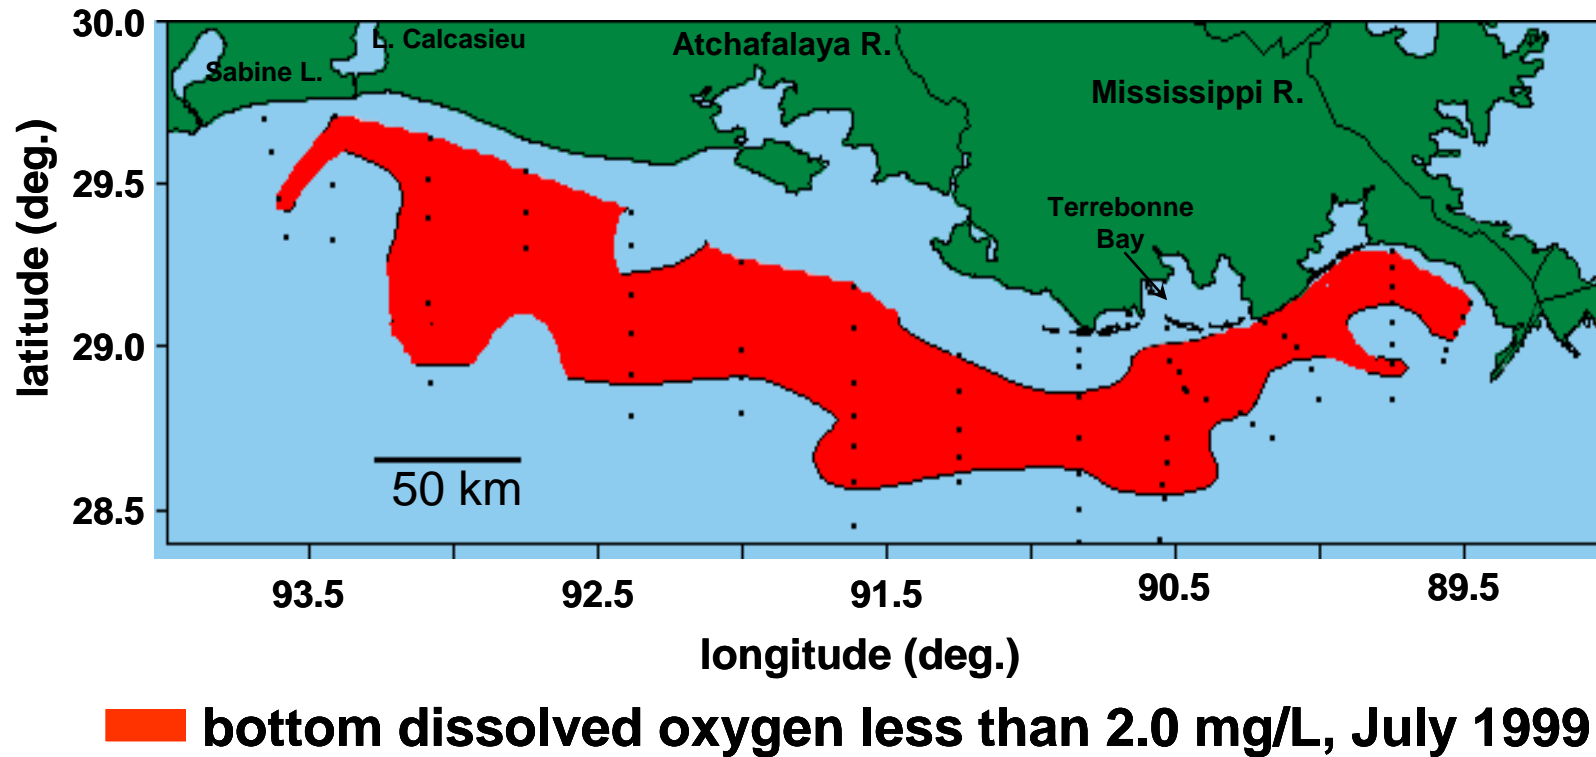 30.0
29.5
29.0
28.5
latitude (deg.)
L. Calcasieu
Sabine L.
Atchafalaya R.
Mississippi R.
Terrebonne
Bay
50 km
93.5
92.5
91.5
90.5
89.5
longitude (deg.)
bottom dissolved oxygen less than 2.0 mg/L, July 1999